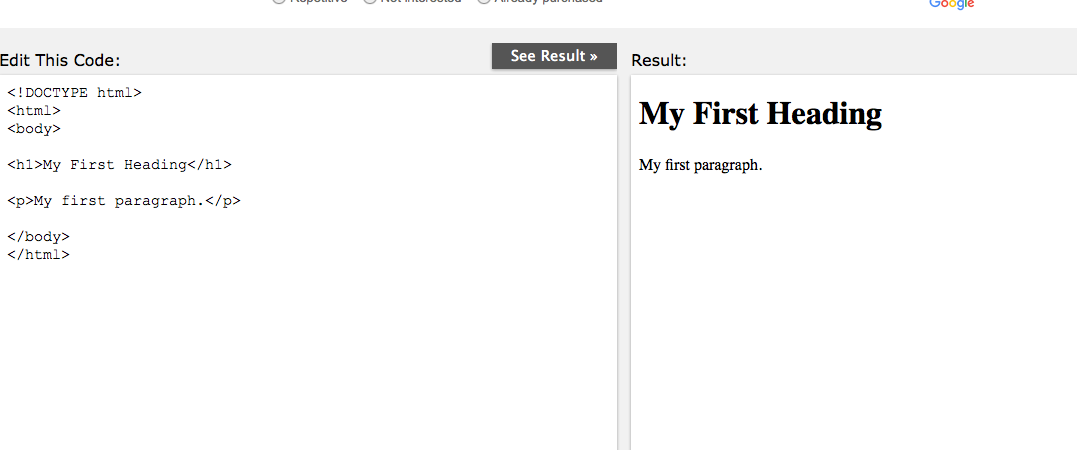 Repetitive Not interested Already purchased
Google
Edit This Code:
See Result »
Result:
<!DOCTYPE html>
<html>
<body>
<h1>My First Heading</h1>
<p>My first paragraph.</p>
</body>
</html>
My First Heading
My first paragraph.